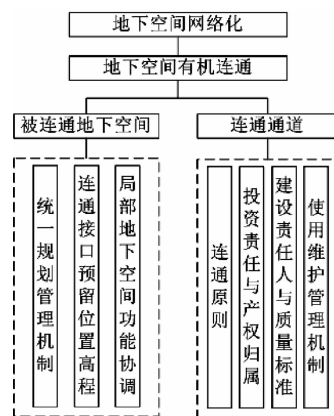 地下空间网络化
地下空间有机连通
被连通地下空间
连通通道
统一规划管理机制
连通接口预留位置高程
局部地下空间功能协调
连通原则
投资责任与产权归属
建设责任人与质量标准
使用维护管理机制